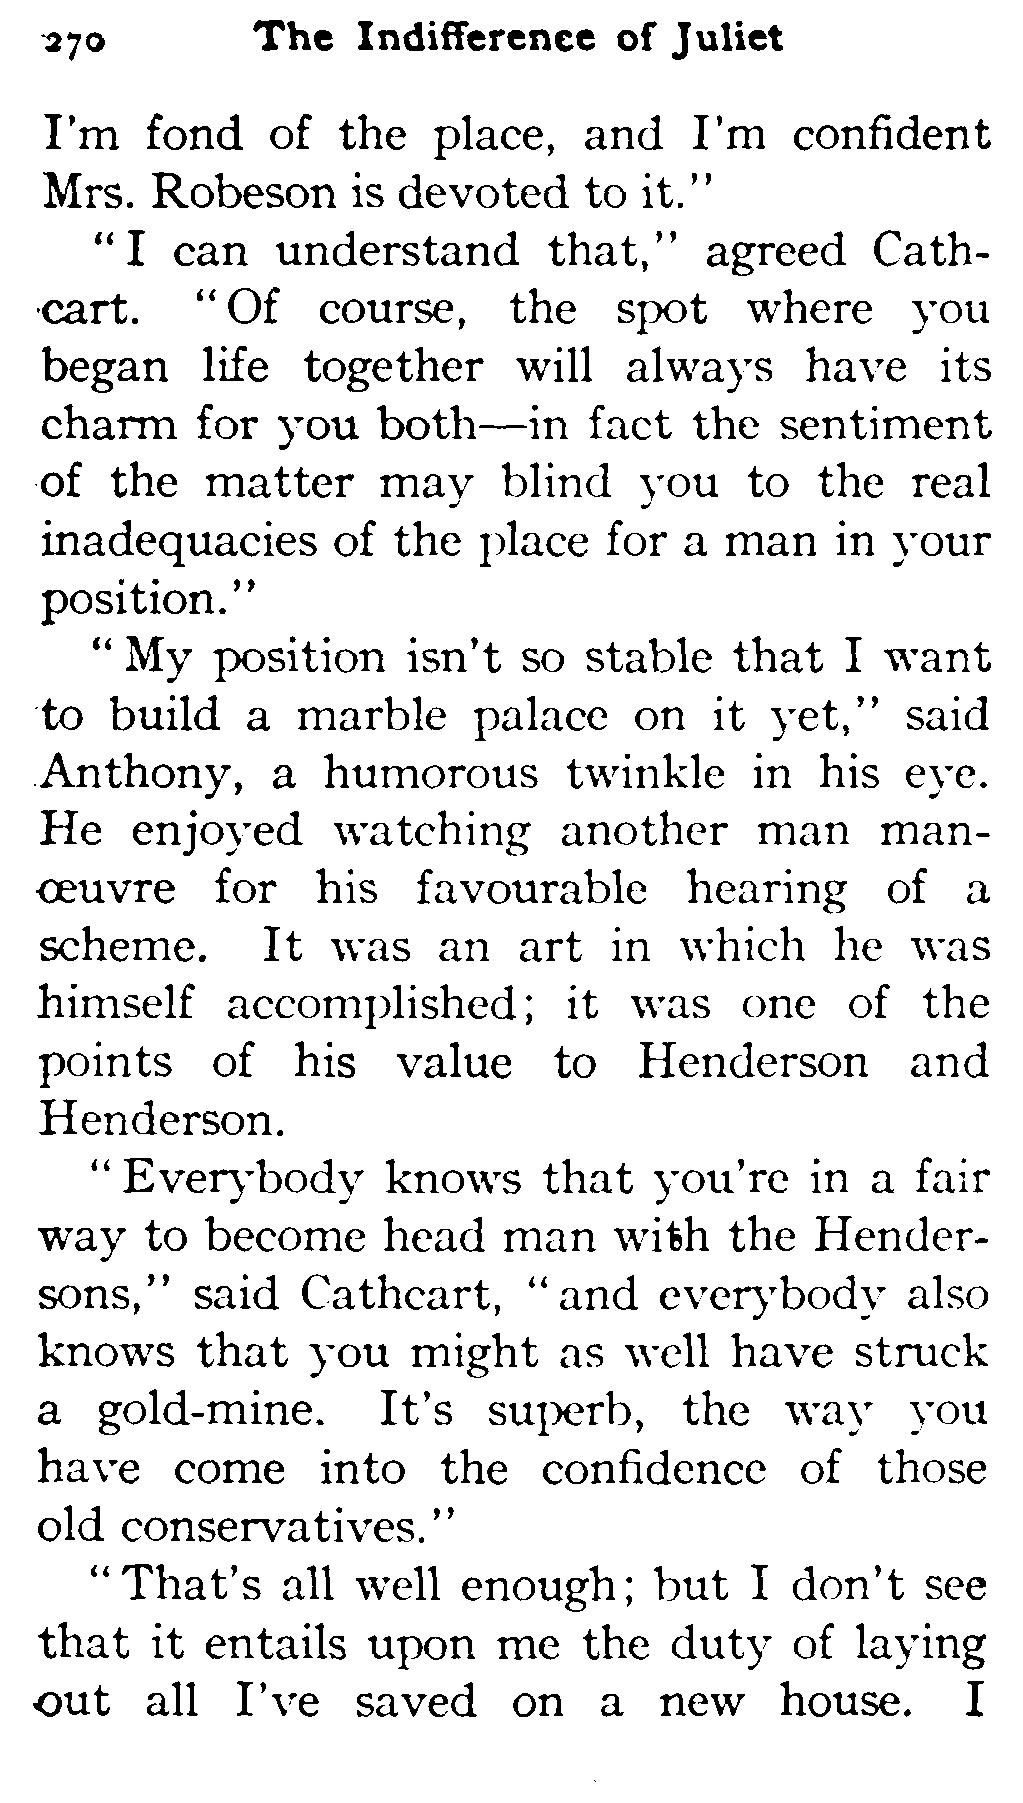 270 The Indifference of Juliet
I'm fond of the place, and I'm confident
Mrs. Robeson is devoted to it."
"I can understand that," agreed Cath-
cart. "Of course, the spot where you
began life together will always have its
charm for you both—in fact the sentiment
of the matter may blind you to the real
inadequacies of the place for a man in your
position."
"My position isn't so stable that I want
to build a marble palace on it yet," said
Anthony, a humorous twinkle in his eye.
He enjoyed watching another man man-
œuvre for his favourable hearing of a
scheme. It was an art in which he was
himself accomplished; it was one of the
points of his value to Henderson and
Henderson.
"Everybody knows that you're in a fair
way to become head man with the Hender-
sons," said Cathcart, "and everybody also
knows that you might as well have struck
a gold-mine. It's superb, the way you
have come into the confidence of those
old conservatives."
"That's all well enough; but I don't see
that it entails upon me the duty of laying
out all I've saved on a new house. I